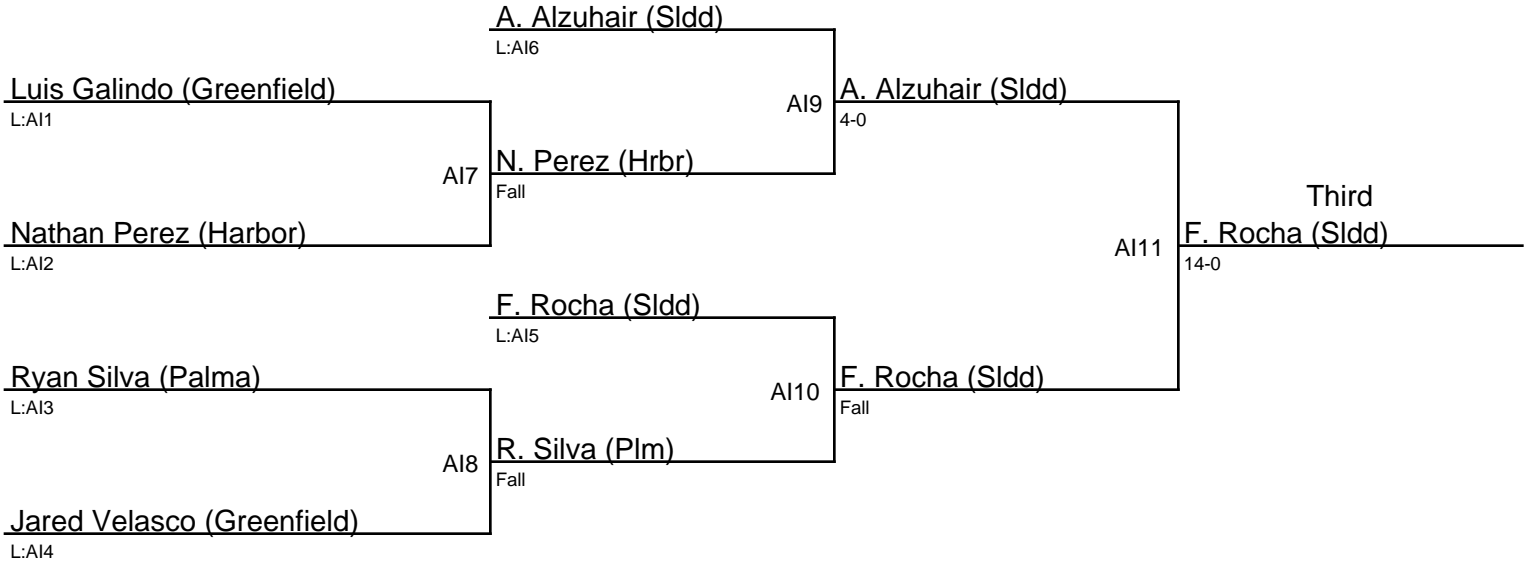 A. Alzuhair (Sldd)
L:AI6
Luis Galindo (Greenfield)
L:AI1
AI9
A. Alzuhair (Sldd)
4-0
AI7
N. Perez (Hrbr)
Fall
Third
Nathan Perez (Harbor)
L:AI2
AI11
F. Rocha (Sldd)
14-0
F. Rocha (Sldd)
L:AI5
Ryan Silva (Palma)
L:AI3
AI10
F. Rocha (Sldd)
Fall
AI8
R. Silva (Plm)
Fall
Jared Velasco (Greenfield)
L:AI4